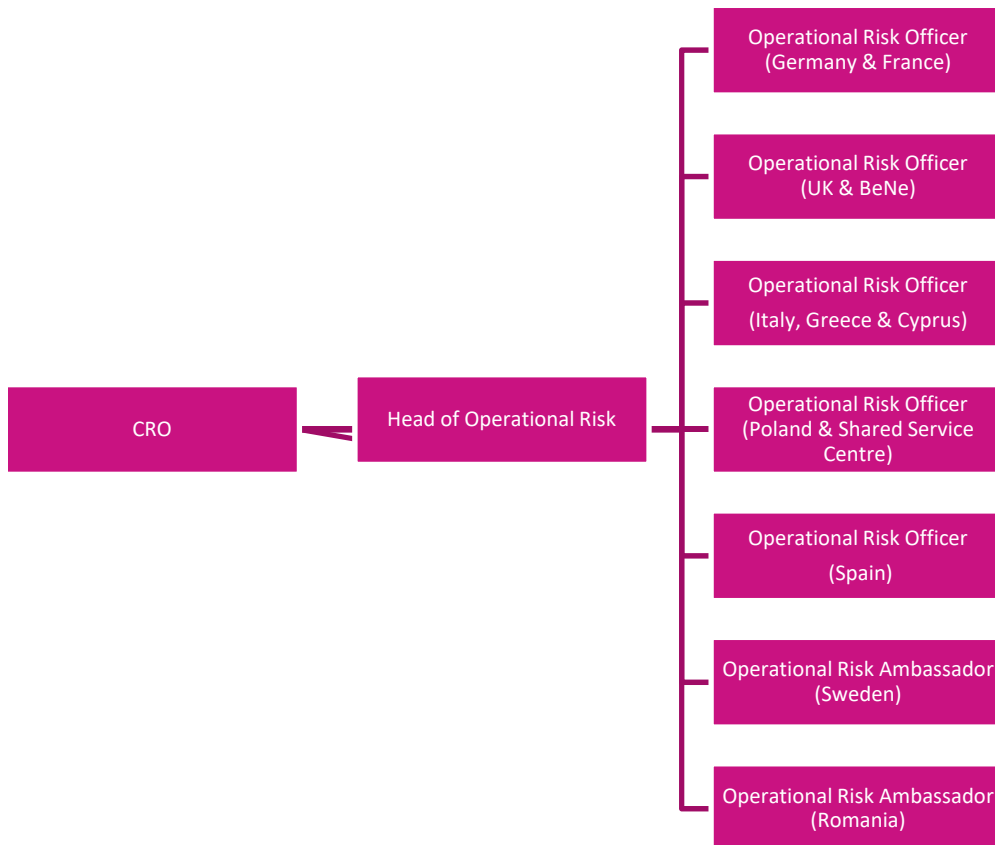 CRO
Head of Operational Risk
Operational Risk Officer
(Germany & France)
Operational Risk Officer
(UK & BeNe)
Operational Risk Officer
(Italy, Greece & Cyprus)
Operational Risk Officer
(Poland & Shared Service
Centre)
Operational Risk Officer
(Spain)
Operational Risk Ambassador
(Sweden)
Operational Risk Ambassador
(Romania)